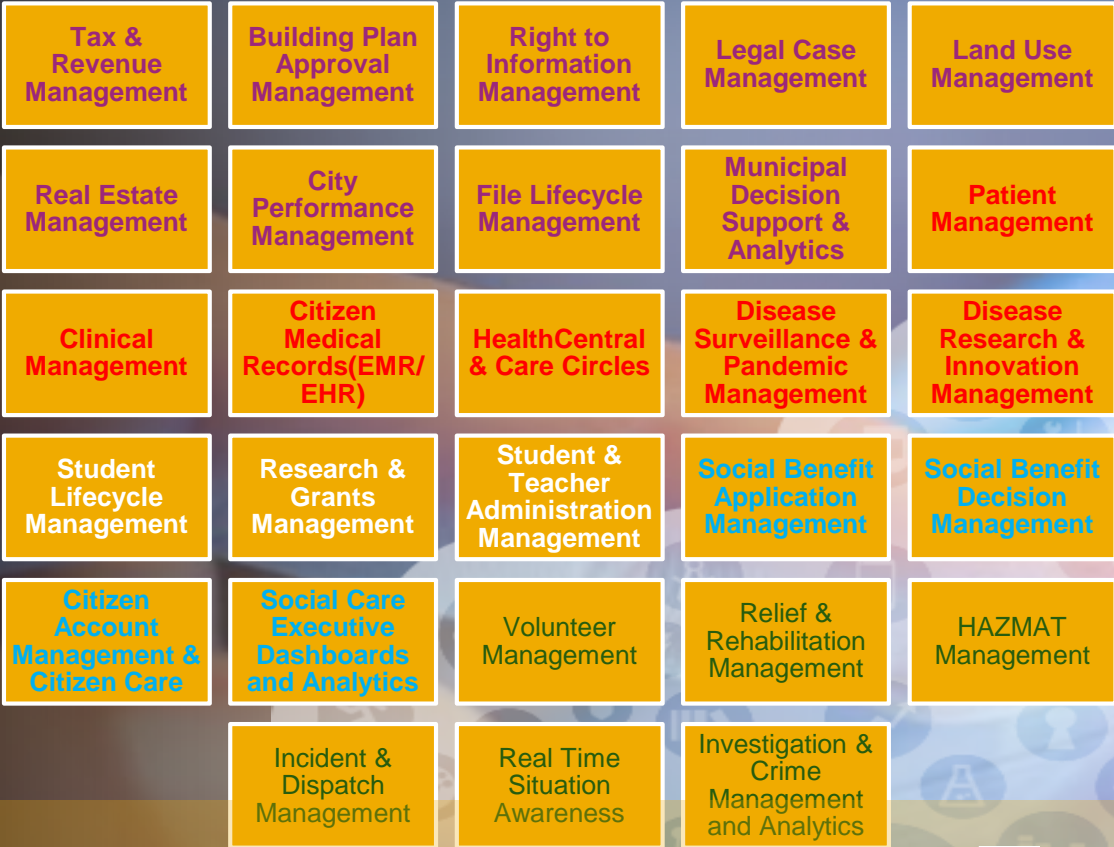 Tax &
Revenue
Management
Building Plan
Approval
Management
Right to
Information
Management
Legal Case
Management
Land Use
Management
Real Estate
Management
City
Performance
Management
File Lifecycle
Management
Municipal
Decision
Support &
Analytics
Patient
Management
Clinical
Management
Citizen
Medical
Records(EMR/
EHR)
HealthCentral
& Care Circles
Disease
Surveillance &
Pandemic
Management
Disease
Research &
Innovation
Management
Student
Lifecycle
Management
Research &
Grants
Management
Student &
Teacher
Administration
Management
Social Benefit
Application
Management
Social Benefit
Decision
Management
Citizen
Account
Management &
Citizen Care
Social Care
Executive
Dashboards
and Analytics
Volunteer
Management
Relief &
Rehabilitation
Management
HAZMAT
Management
Incident &
Dispatch
Management
Real Time
Situation
Awareness
Investigation &
Crime
Management
and Analytics